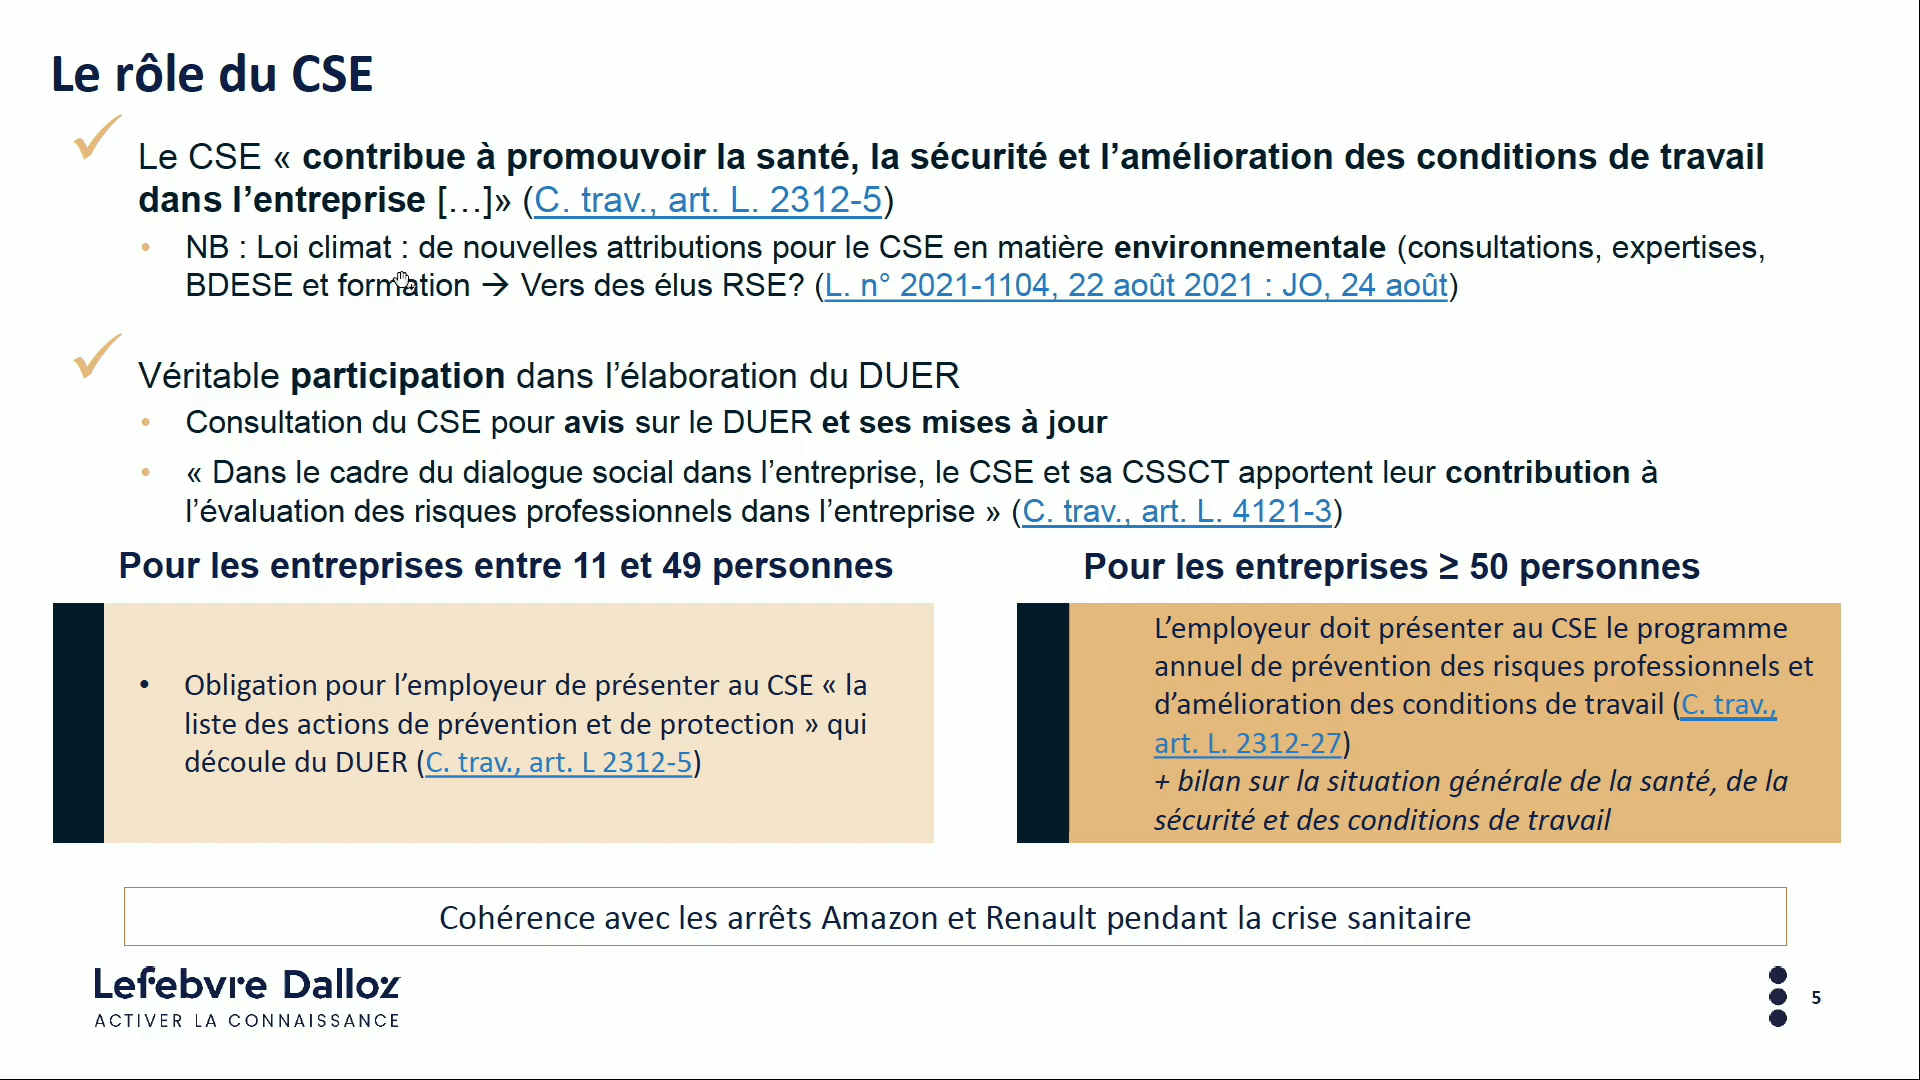 Le rôle du CSE
Le CSE « contribue à promouvoir la santé, la sécurité et l’amélioration des conditions de travail
dans l’entreprise […]» (C. trav., art. L. 2312-5)
• NB : Loi climat : de nouvelles attributions pour le CSE en matière environnementale (consultations, expertises,
BDESE et formation → Vers des élus RSE? (L. n° 2021-1104, 22 août 2021 : JO, 24 août)
Véritable participation dans l’élaboration du DUER
• Consultation du CSE pour avis sur le DUER et ses mises à jour
• « Dans le cadre du dialogue social dans l’entreprise, le CSE et sa CSSCT apportent leur contribution à
l’évaluation des risques professionnels dans l’entreprise » (C. trav., art. L. 4121-3)
Pour les entreprises entre 11 et 49 personnes
• Obligation pour l’employeur de présenter au CSE « la
liste des actions de prévention et de protection » qui
découle du DUER (C. trav., art. L 2312-5)
Pour les entreprises ≥ 50 personnes
L’employeur doit présenter au CSE le programme
annuel de prévention des risques professionnels et
d’amélioration des conditions de travail (C. trav.,
art. L. 2312-27)
+ bilan sur la situation générale de la santé, de la
sécurité et des conditions de travail
Cohérence avec les arrêts Amazon et Renault pendant la crise sanitaire
Lefebvre Dalloz
ACTIVER LA CONNAISSANCE
5